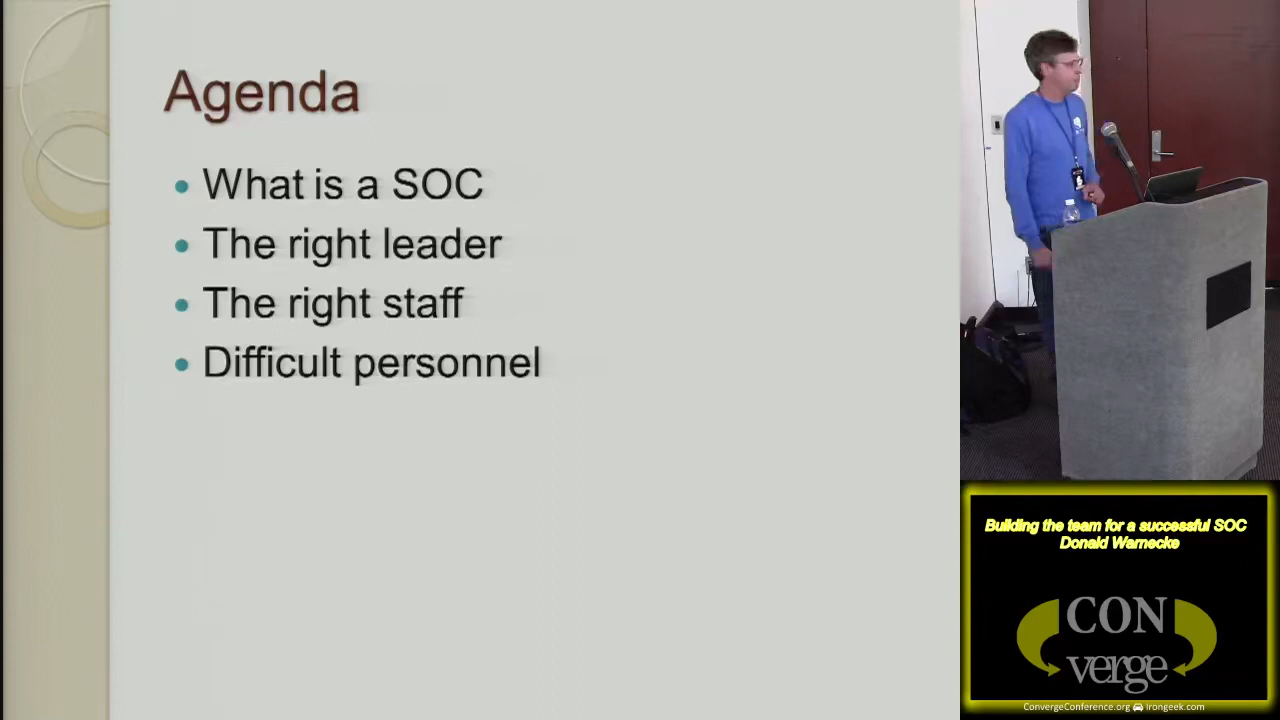 Agenda
What is a SOC
The right leader
The right staff
Difficult personnel
Building the team for a successful SOC
Donald Warnecke
CON
verge
ConvergeConference.org Irongeek.com